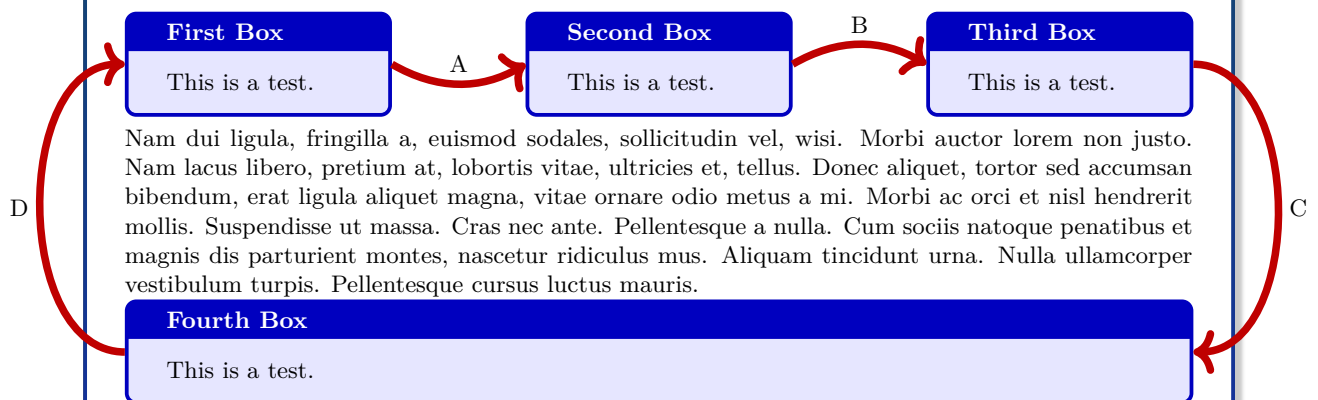 First Box
Second Box
Third Box
A
B
This is a test.
This is a test.
This is a test.
Nam dui ligula, fringilla a, euismod sodales, sollicitudin vel, wisi. Morbi auctor lorem non justo.
Nam lacus libero, pretium at, lobortis vitae, ultricies et, tellus. Donec aliquet, tortor sed accumsan
bibendum, erat ligula aliquet magna, vitae ornare odio metus a mi. Morbi ac orci et nisl hendrerit
mollis. Suspendisse ut massa. Cras nec ante. Pellentesque a nulla. Cum sociis natoque penatibus et
magnis dis parturient montes, nascetur ridiculus mus. Aliquam tincidunt urna. Nulla ullamcorper
vestibulum turpis. Pellentesque cursus luctus mauris.
D
C
Fourth Box
This is a test.